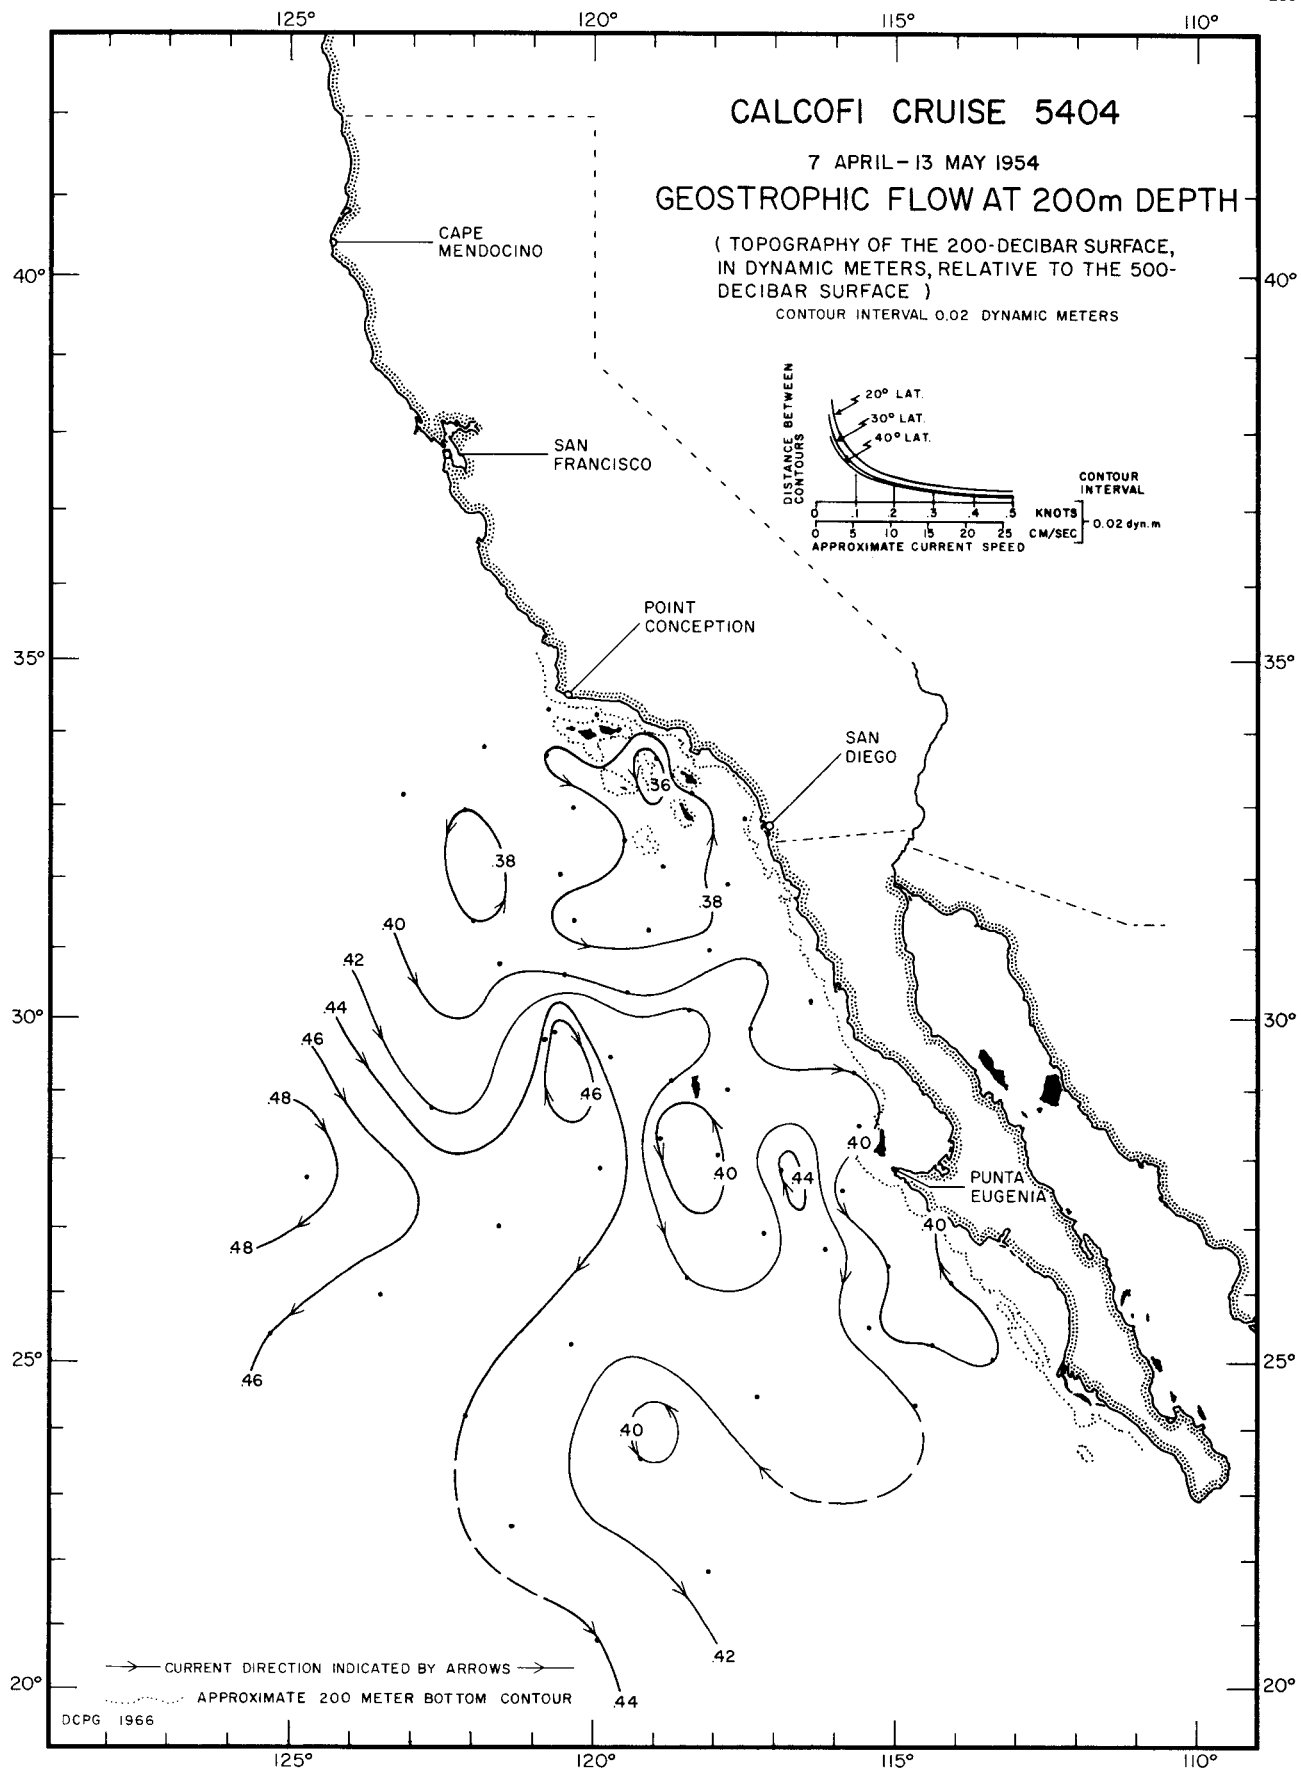 125° 120° 115° 110°
CALCOFI CRUISE 5404
7 APRIL-13 MAY 1954
GEOSTROPHIC FLOW AT 200m DEPTH
( TOPOGRAPHY OF THE 200-DECIBAR SURFACE,
IN DYNAMIC METERS, RELATIVE TO THE 500-
DECIBAR SURFACE )
CONTOUR INTERVAL 0.02 DYNAMIC METERS
CAPE
MENDOCINO
40° 40°
DISTANCE BETWEEN
CONTOURS
20° LAT.
30° LAT.
40° LAT.
CONTOUR
INTERVAL
0 .1 .2 .3 .4 .5 KNOTS
0 5 10 15 20 25 CM/SEC
0.02 dyn.m
APPROXIMATE CURRENT SPEED
SAN
FRANCISCO
POINT
CONCEPTION
35° 35°
SAN
DIEGO
.36
.38
.38
.40
.42
.44
30° 30°
.46
.48
.46
.40
.40
.44
PUNTA
EUGENIA
.40
.48
25° 25°
.46
.40
.42
.44
20° 20°
CURRENT DIRECTION INDICATED BY ARROWS
APPROXIMATE 200 METER BOTTOM CONTOUR
DCPG 1966
125° 120° 115° 110°